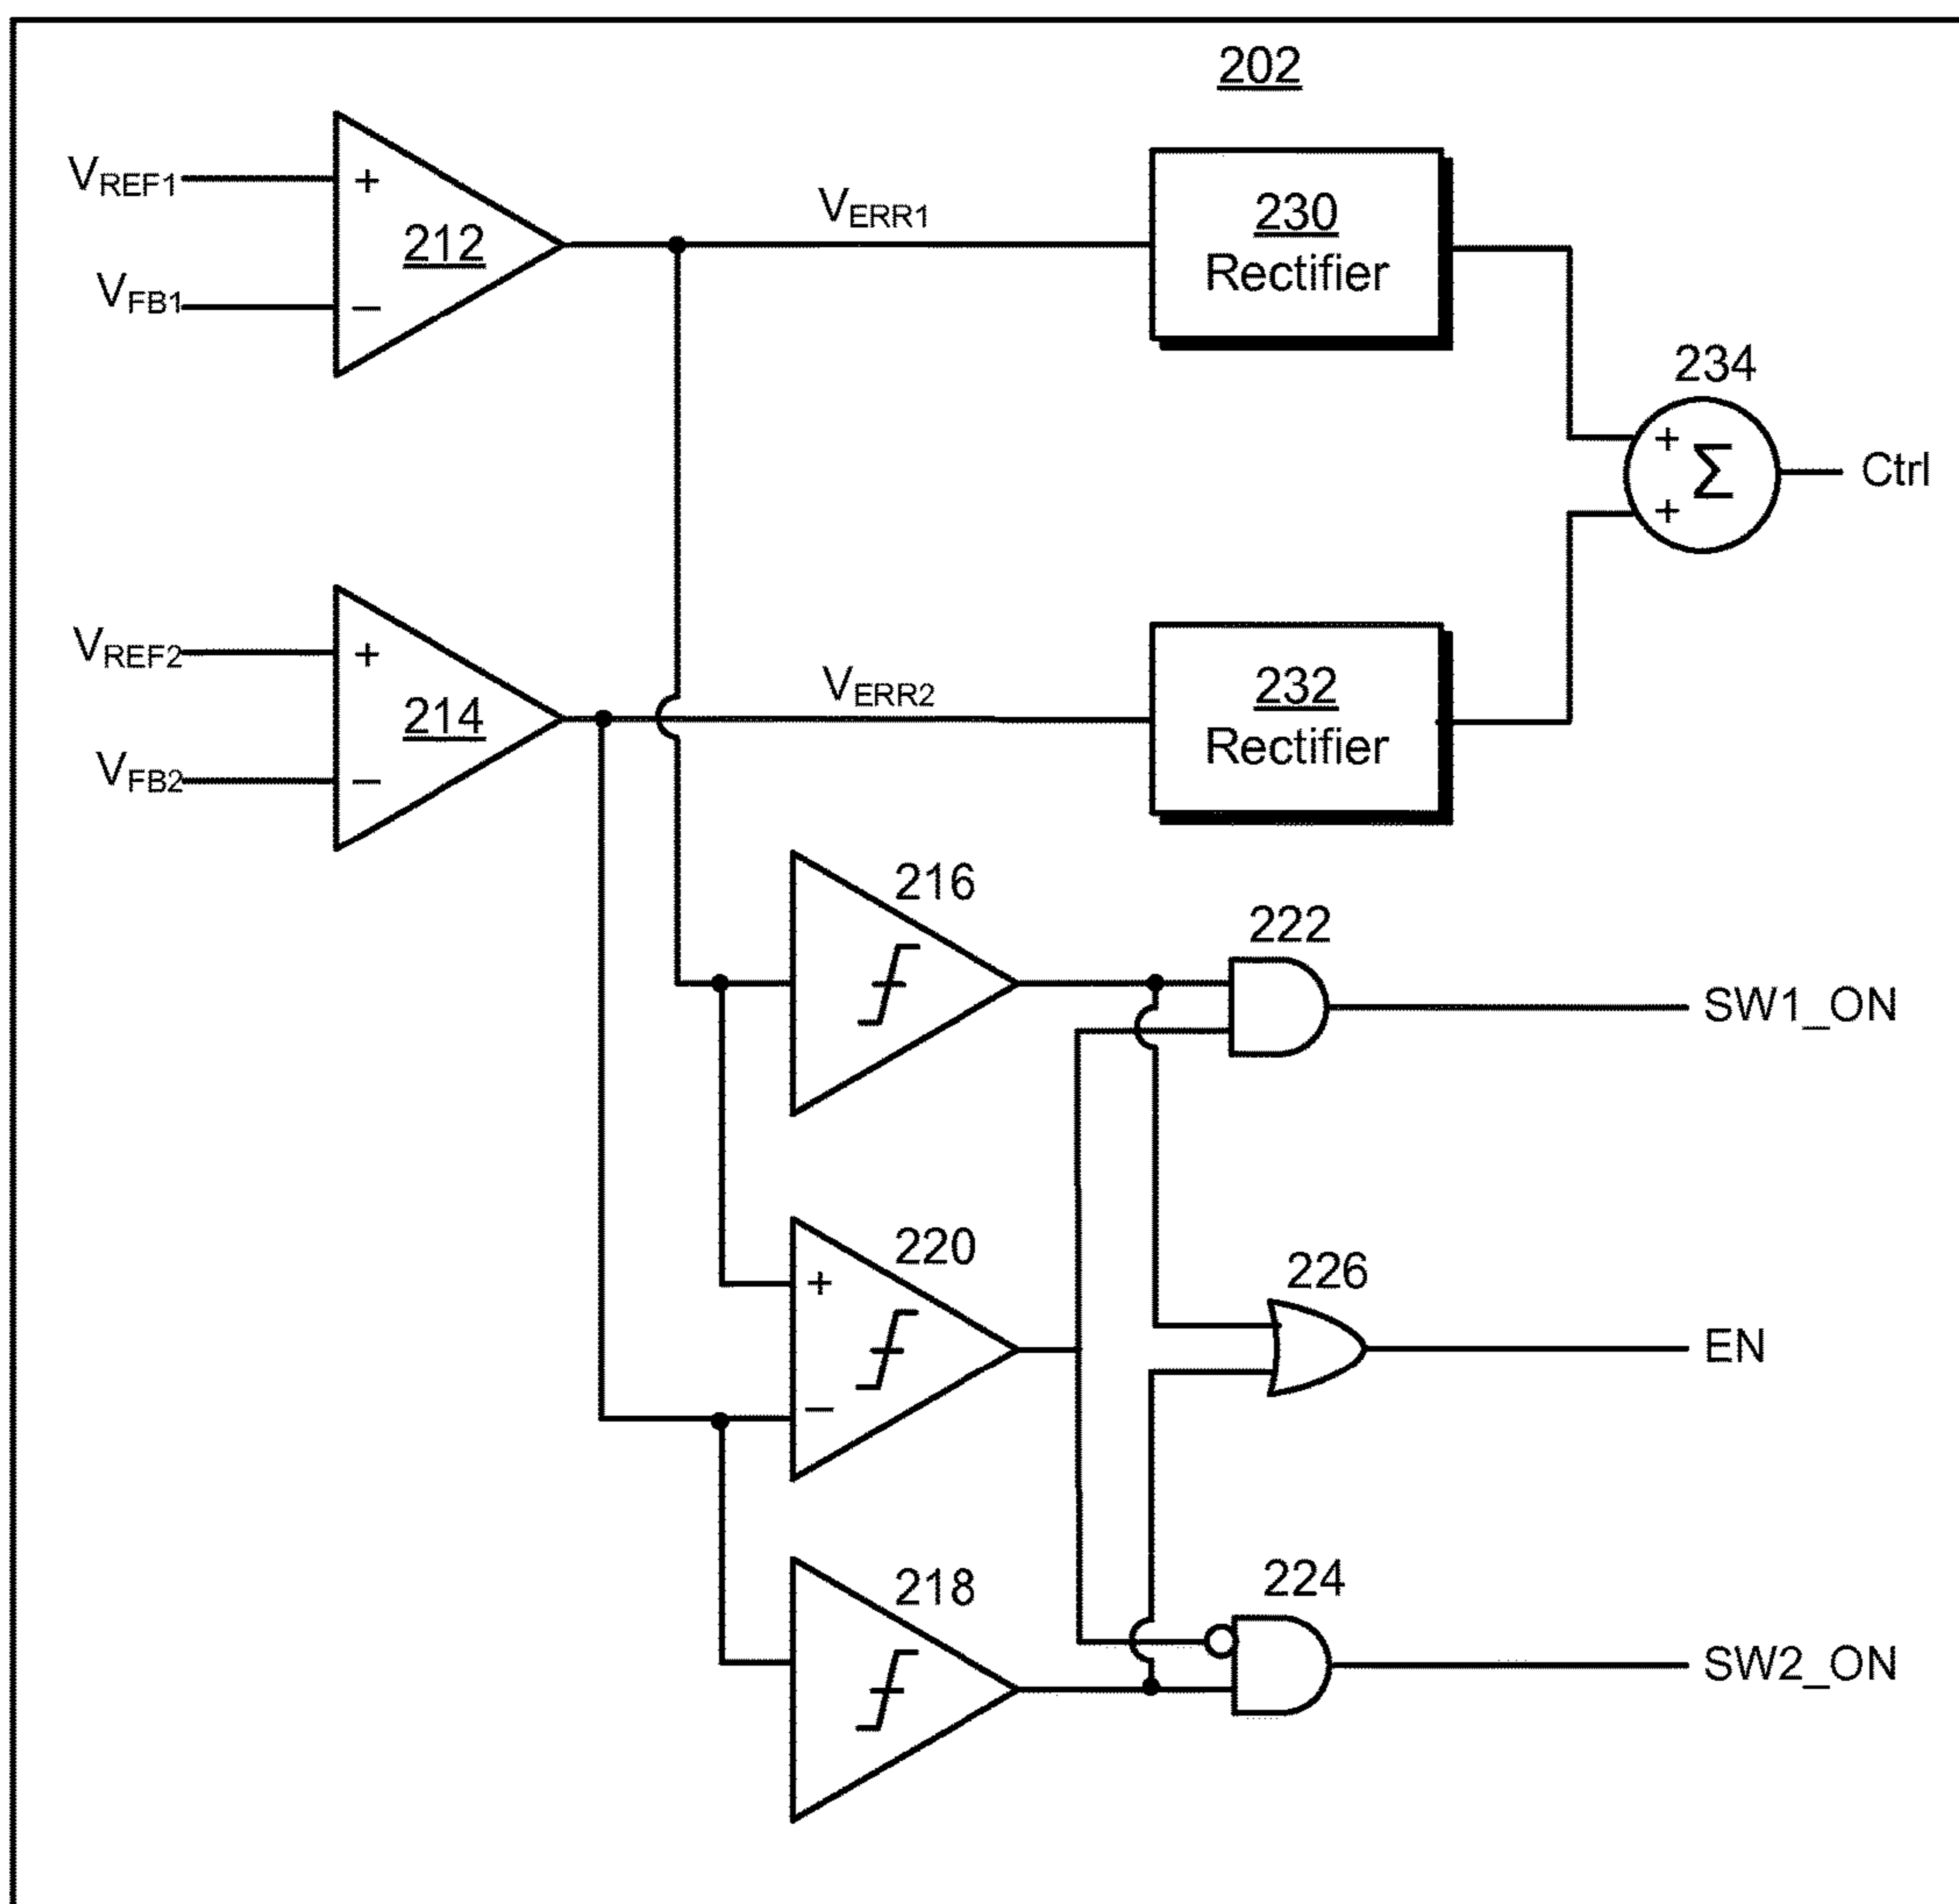 202
VREF1
+
212
VFB1
−
VERR1
230
Rectifier
234
+
Σ
+
Ctrl
VREF2
+
214
VFB2
−
VERR2
232
Rectifier
216
222
SW1_ON
220
+
−
226
EN
218
224
SW2_ON